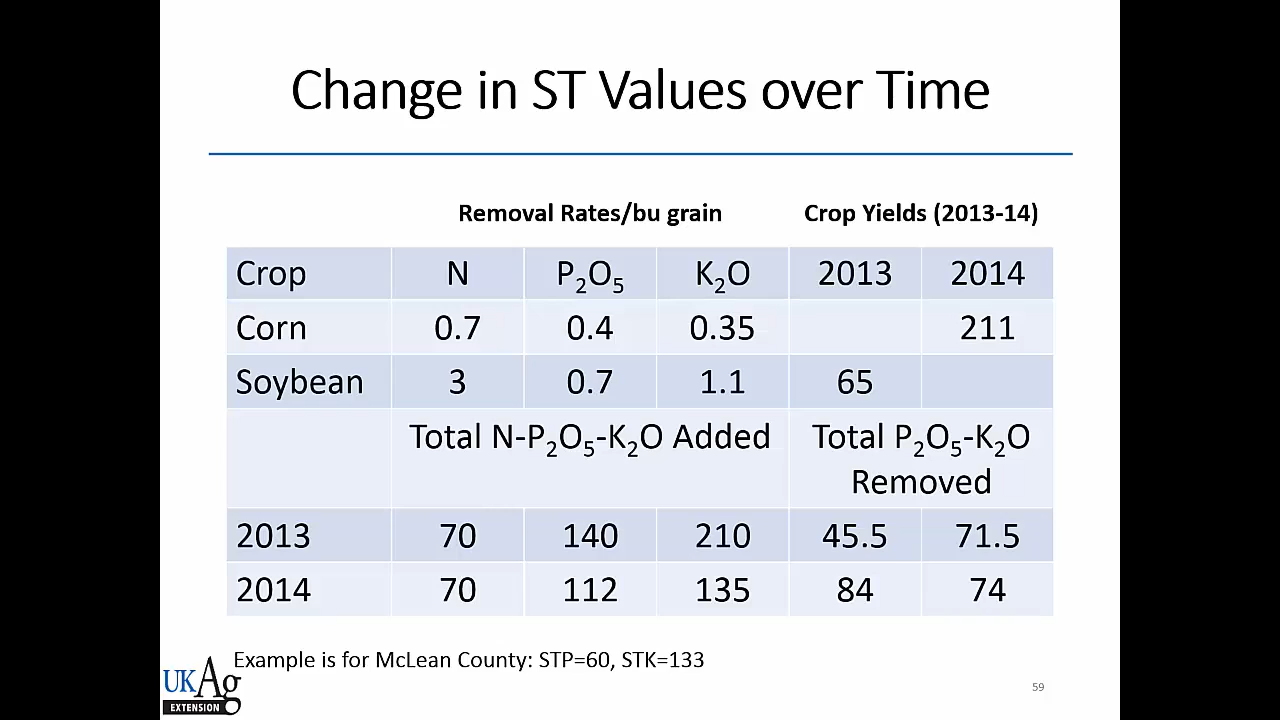 Change in ST Values over Time
Removal Rates/bu grain Crop Yields (2013-14)
Crop N P₂O₅ K₂O 2013 2014
Corn 0.7 0.4 0.35 211
Soybean 3 0.7 1.1 65
Total N-P₂O₅-K₂O Added Total P₂O₅-K₂O
Removed
2013 70 140 210 45.5 71.5
2014 70 112 135 84 74
Example is for McLean County: STP=60, STK=133
UKAg
EXTENSION
59